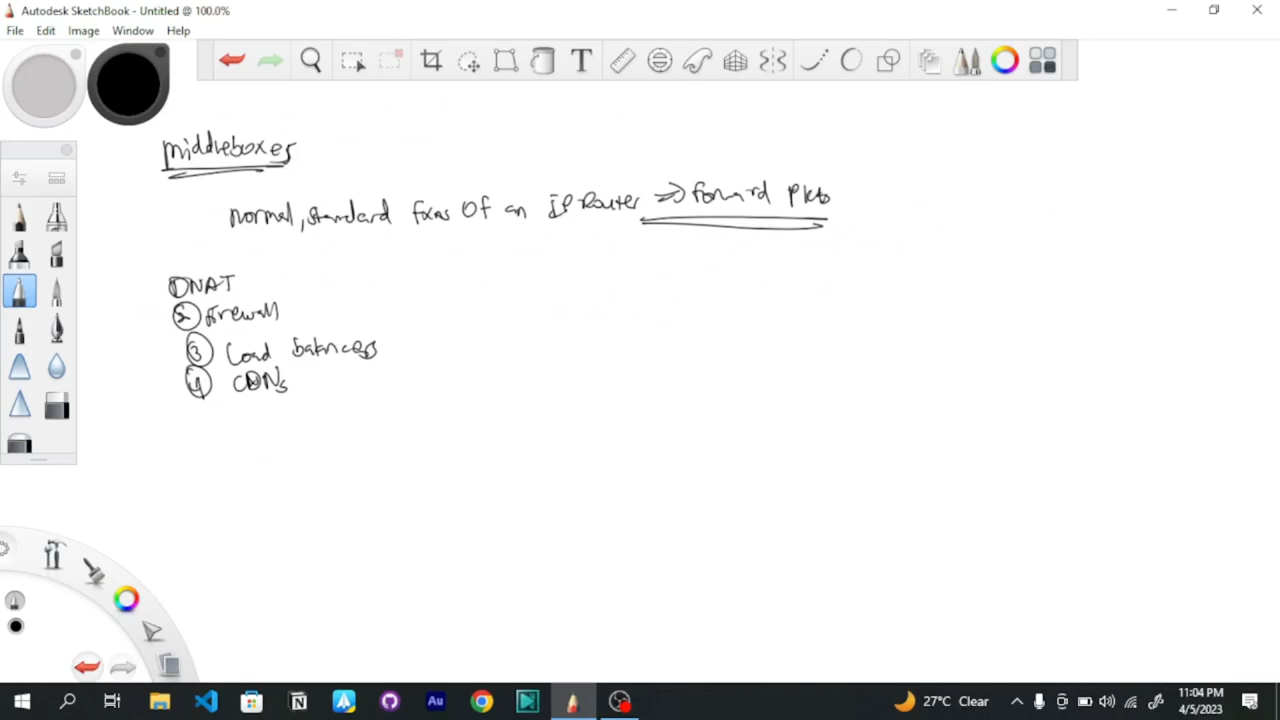 Autodesk SketchBook - Untitled @ 100.0%
File Edit Image Window Help
T
middleboxes
normal, standard fxns Of an IP Router => forward Pkts
① NAT
② firewall
③ Load balancers
④ CDNs
N
Au
27°C Clear
11:04 PM
4/5/2023